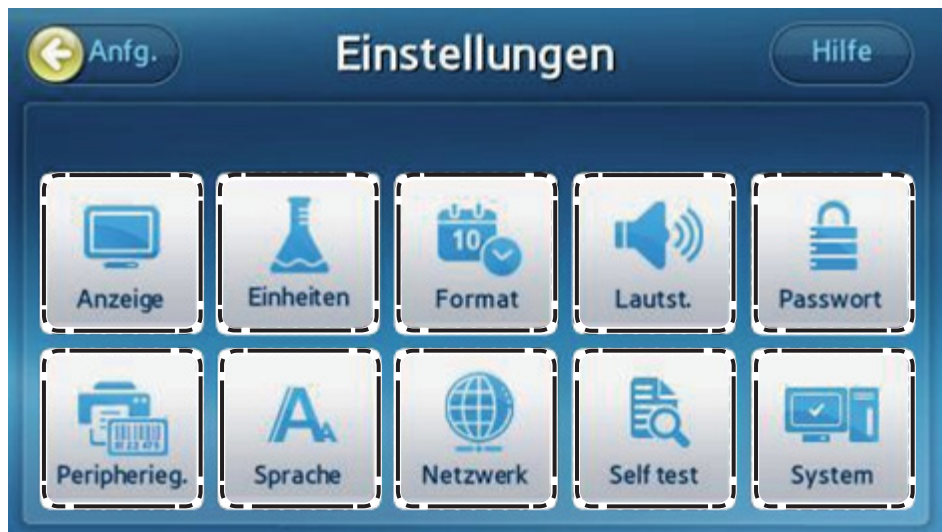 Anfg.
Einstellungen
Hilfe
10
Anzeige
Einheiten
Format
Lautst.
Passwort
Peripherieg.
Sprache
Netzwerk
Self test
System